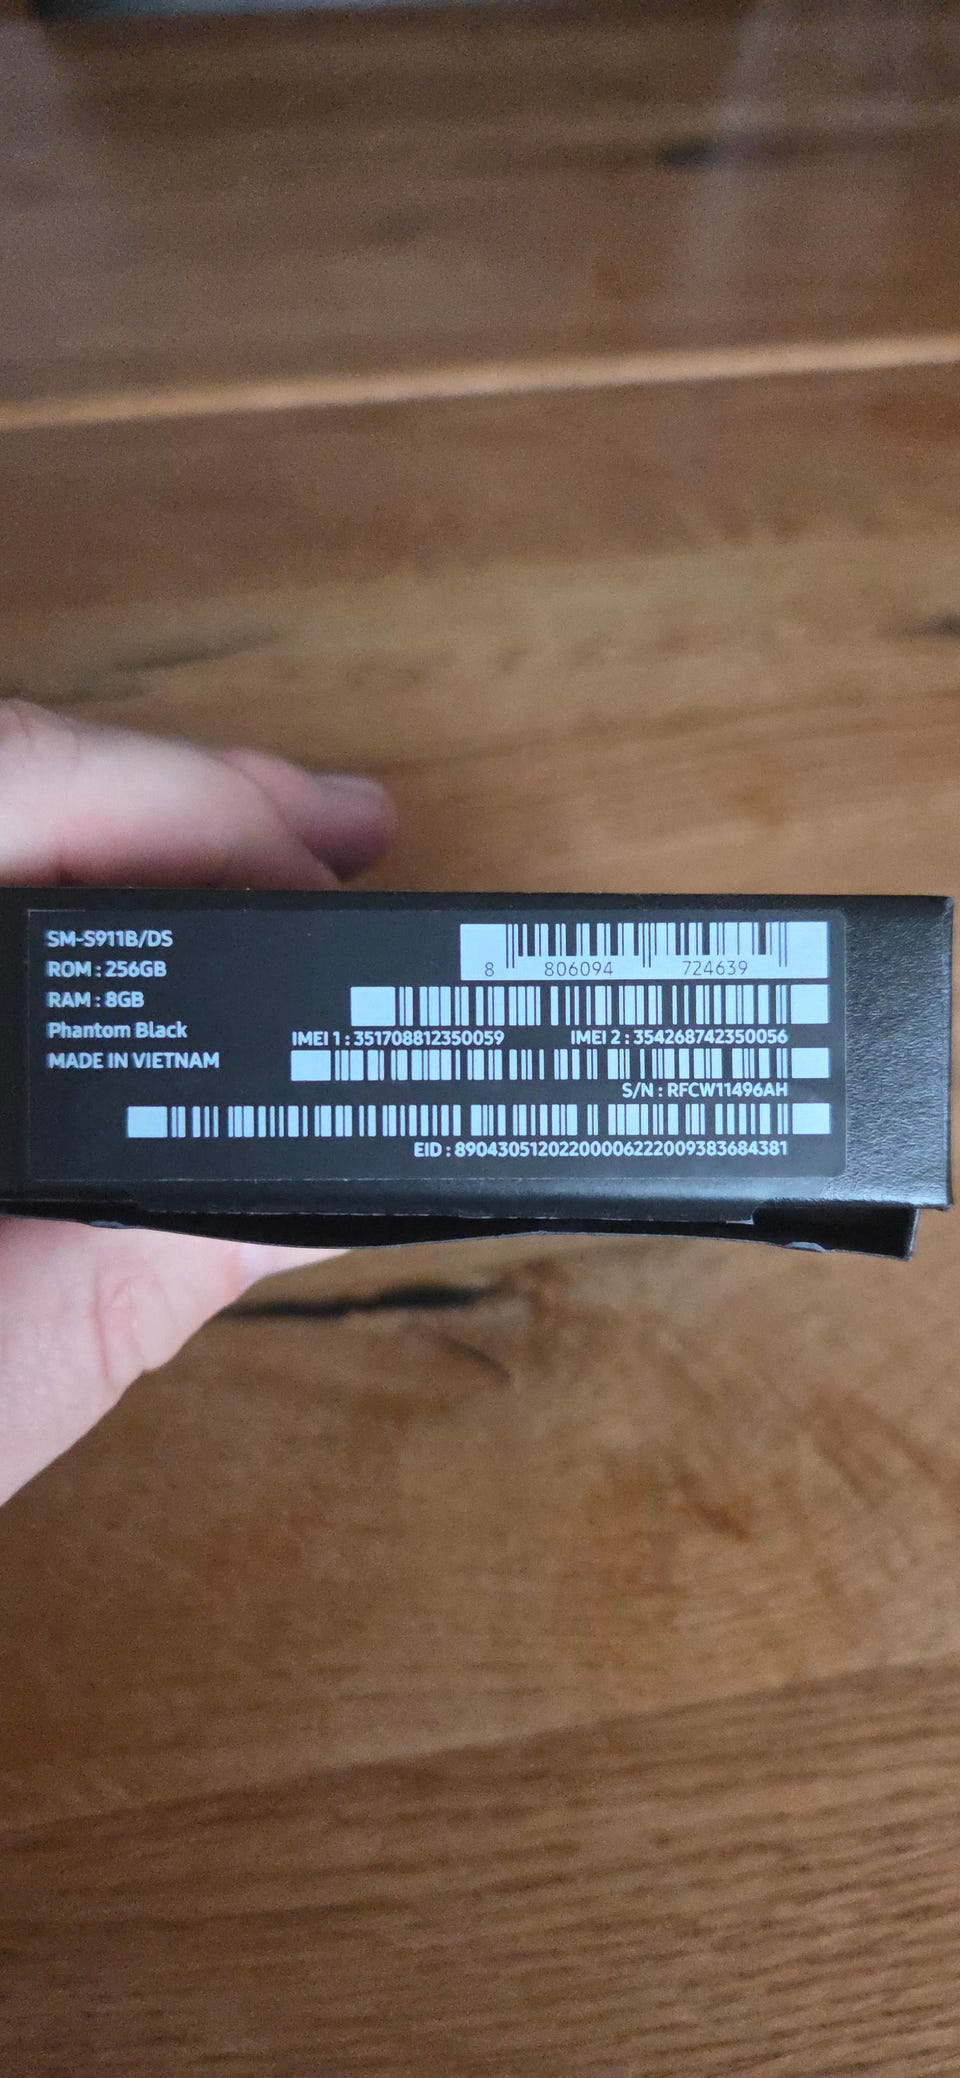 SM-S911B/DS
ROM : 256GB
RAM : 8GB
Phantom Black
MADE IN VIETNAM
8 806094 724639
IMEI 1 : 351708812350059 IMEI 2 : 354268742350056
S/N : RFCW11496AH
EID : 89043051202200006222009383684381